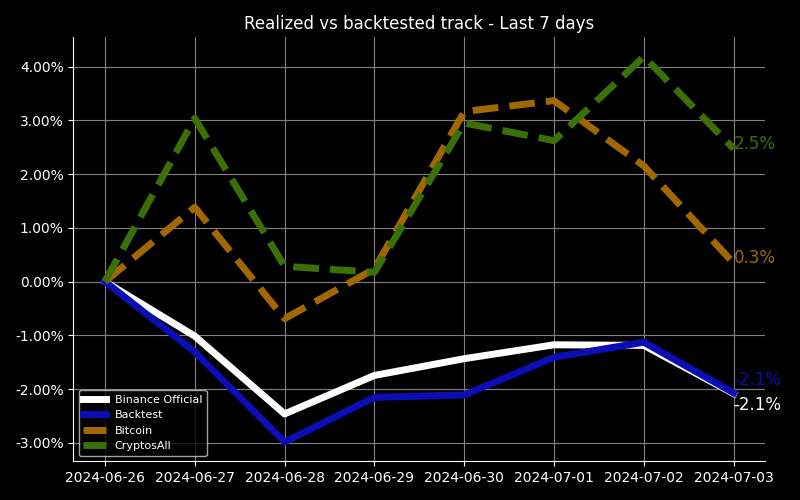 Realized vs backtested track - Last 7 days
4.00%
3.00%
2.00%
1.00%
0.00%
-1.00%
-2.00%
-3.00%
2.5%
0.3%
-2.1%
-2.1%
Binance Official
Backtest
Bitcoin
CryptosAll
2024-06-26 2024-06-27 2024-06-28 2024-06-29 2024-06-30 2024-07-01 2024-07-02 2024-07-03